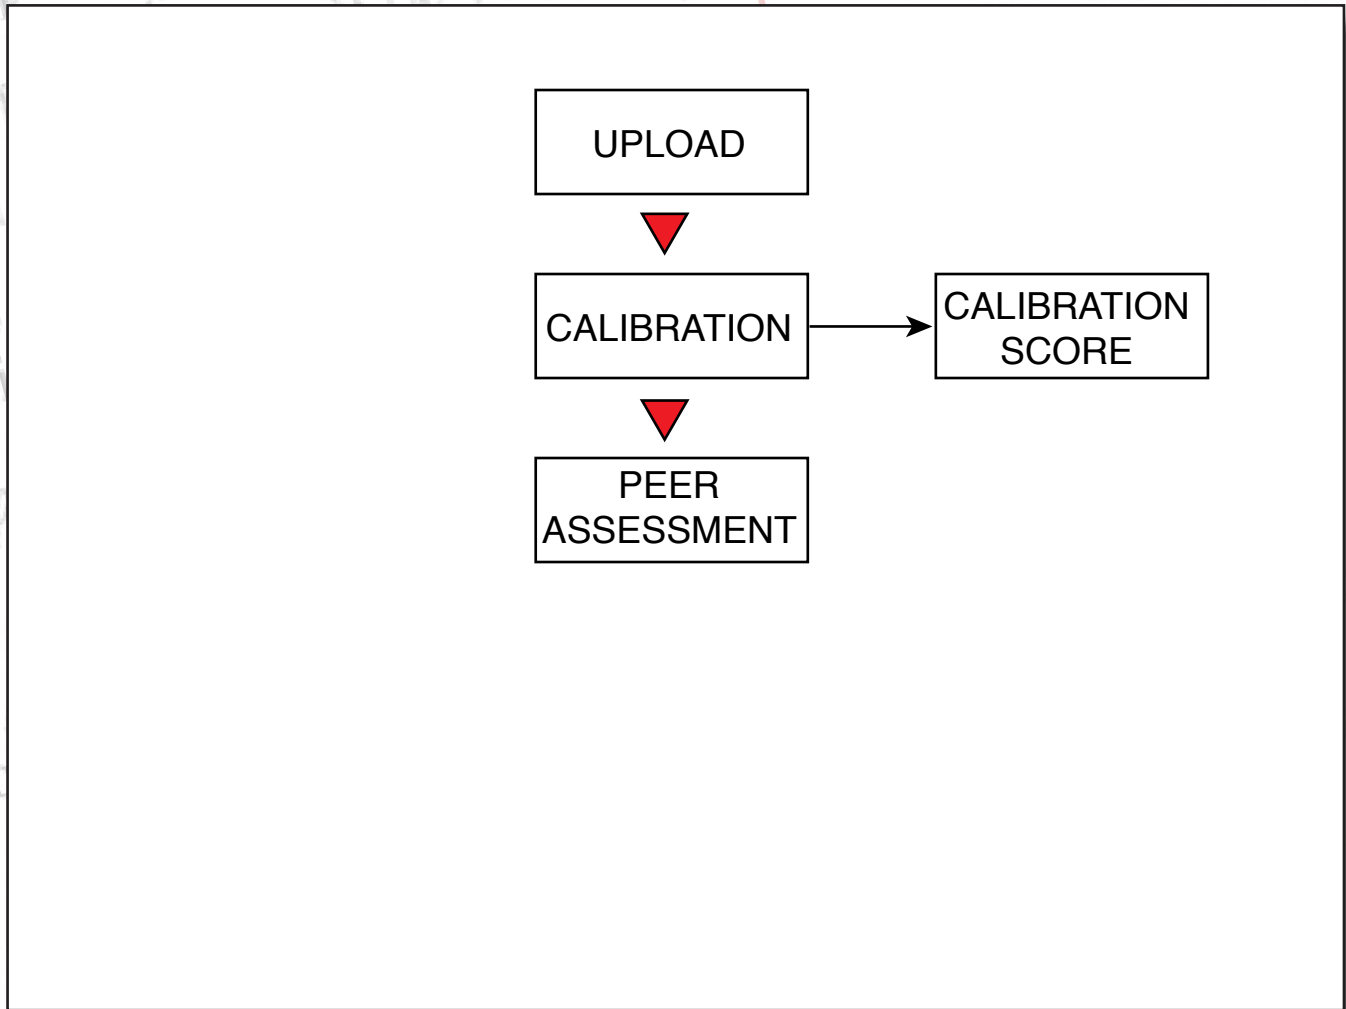 UPLOAD
CALIBRATION
CALIBRATION
SCORE
PEER
ASSESSMENT